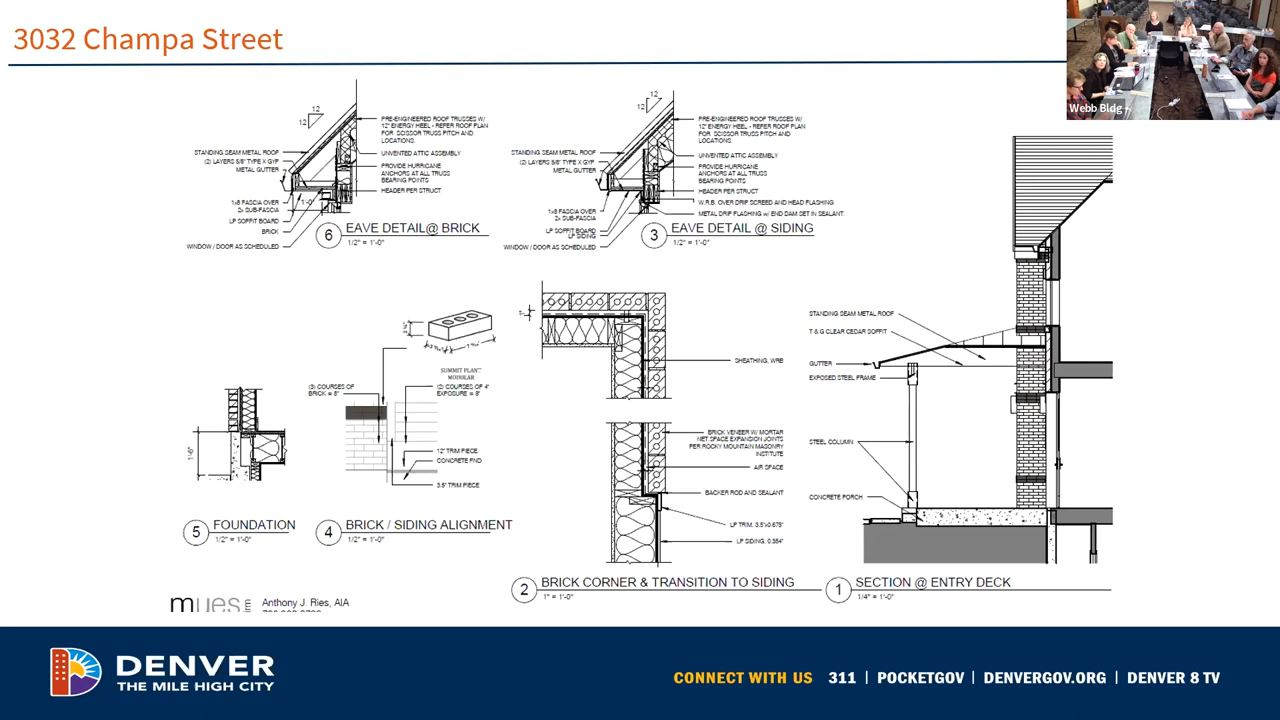 3032 Champa Street
Webb Bldg
12
12
PRE-ENGINEERED ROOF TRUSSES W/
12" ENERGY HEEL - REFER ROOF PLAN
FOR SCISSOR TRUSS PITCH AND
LOCATIONS.
STANDING SEAM METAL ROOF
(2) LAYERS 5/8" TYPE X GYP
METAL GUTTER
UNVENTED ATTIC ASSEMBLY
PROVIDE HURRICANE
ANCHORS AT ALL TRUSS
BEARING POINTS
HEADER PER STRUCT
1x8 FASCIA OVER
2x SUB-FASCIA
1'-0"
LP SOFFIT BOARD
BRICK
WINDOW / DOOR AS SCHEDULED
6 EAVE DETAIL@ BRICK
1/2" = 1'-0"
12
12
PRE-ENGINEERED ROOF TRUSSES W/
12" ENERGY HEEL - REFER ROOF PLAN
FOR SCISSOR TRUSS PITCH AND
LOCATIONS.
STANDING SEAM METAL ROOF
(2) LAYERS 5/8" TYPE X GYP
METAL GUTTER
UNVENTED ATTIC ASSEMBLY
PROVIDE HURRICANE
ANCHORS AT ALL TRUSS
BEARING POINTS
HEADER PER STRUCT
W.R.B. OVER DRIP SCREED AND HEAD FLASHING
METAL DRIP FLASHING w/ END DAM SET IN SEALANT.
1x8 FASCIA OVER
2x SUB-FASCIA
LP SOFFIT BOARD
LP SIDING
WINDOW / DOOR AS SCHEDULED
3 EAVE DETAIL @ SIDING
1/2" = 1'-0"
SUMMIT PLANT
MODULAR
(3) COURSES OF
BRICK = 8"
(2) COURSES OF 4"
EXPOSURE = 8"
12" TRIM PIECE
CONCRETE FND
3.5" TRIM PIECE
1'-6"
5 FOUNDATION
1/2" = 1'-0"
4 BRICK / SIDING ALIGNMENT
1/2" = 1'-0"
SHEATHING, WRB
BRICK VENEER W/ MORTAR
NET SPACE EXPANSION JOINTS
PER ROCKY MOUNTAIN MASONRY
INSTITUTE
AIR SPACE
BACKER ROD AND SEALANT
LP TRIM, 3.5"x0.675"
LP SIDING, 0.354"
2 BRICK CORNER & TRANSITION TO SIDING
1" = 1'-0"
STANDING SEAM METAL ROOF
T & G CLEAR CEDAR SOFFIT
GUTTER
EXPOSED STEEL FRAME
STEEL COLUMN
CONCRETE PORCH
1 SECTION @ ENTRY DECK
1/4" = 1'-0"
mues
Anthony J. Ries, AIA
DENVER
THE MILE HIGH CITY
CONNECT WITH US 311 | POCKETGOV | DENVERGOV.ORG | DENVER 8 TV